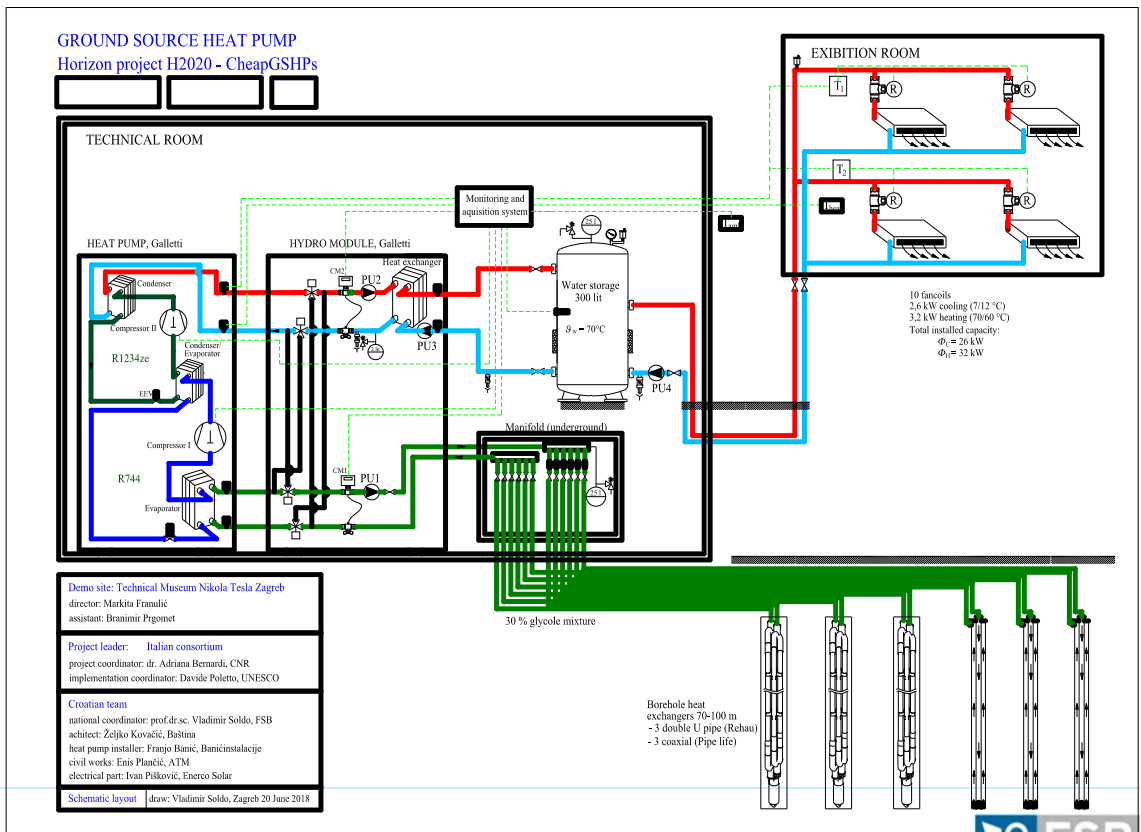 GROUND SOURCE HEAT PUMP
Horizon project H2020 - CheapGSHPs
TECHNICAL ROOM
EXIBITION ROOM
T1
R
R
T2
R
R
Monitoring and
aquisition system
HEAT PUMP, Galletti
HYDRO MODULE, Galletti
Heat exchanger
Condenser
Compressor II
R1234ze
Condenser/
Evaporator
EEV
Compressor I
R744
Evaporator
CM2
PU2
PU3
25 l
Water storage
300 lit
ϑw = 70°C
PU4
CM1
PU1
Manifold (underground)
25 l
10 fancoils
2,6 kW cooling (7/12 °C)
3,2 kW heating (70/60 °C)
Total installed capacity:
ΦC= 26 kW
ΦH= 32 kW
30 % glycole mixture
Borehole heat
exchangers 70-100 m
- 3 double U pipe (Rehau)
- 3 coaxial (Pipe life)
Demo site: Technical Museum Nikola Tesla Zagreb
director: Markita Franulić
assistant: Branimir Prgomet
Project leader: Italian consortium
project coordinator: dr. Adriana Bernardi, CNR
implementation coordinator: Davide Poletto, UNESCO
Croatian team
national coordinator: prof.dr.sc. Vladimir Soldo, FSB
achitect: Željko Kovačić, Baština
heat pump installer: Franjo Banić, Banićinstalacije
civil works: Enis Plančić, ATM
electrical part: Ivan Pišković, Enerco Solar
Schematic layout draw: Vladimir Soldo, Zagreb 20 June 2018
FSB